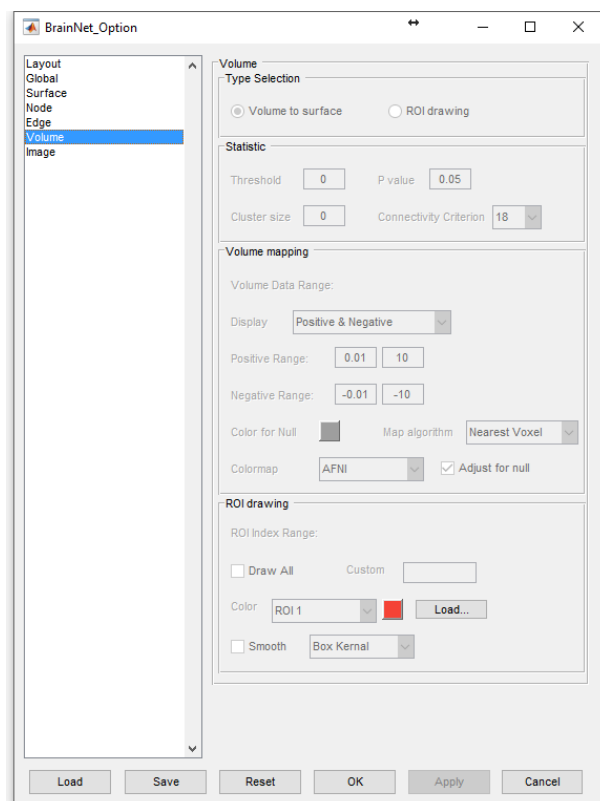 BrainNet_Option
Layout
Global
Surface
Node
Edge
Volume
Image
Volume
Type Selection
Volume to surface ROI drawing
Statistic
Threshold 0 P value 0.05
Cluster size 0 Connectivity Criterion 18
Volume mapping
Volume Data Range:
Display Positive & Negative
Positive Range: 0.01 10
Negative Range: -0.01 -10
Color for Null Map algorithm Nearest Voxel
Colormap AFNI Adjust for null
ROI drawing
ROI Index Range:
Draw All Custom
Color ROI 1 Load...
Smooth Box Kernal
Load Save Reset OK Apply Cancel